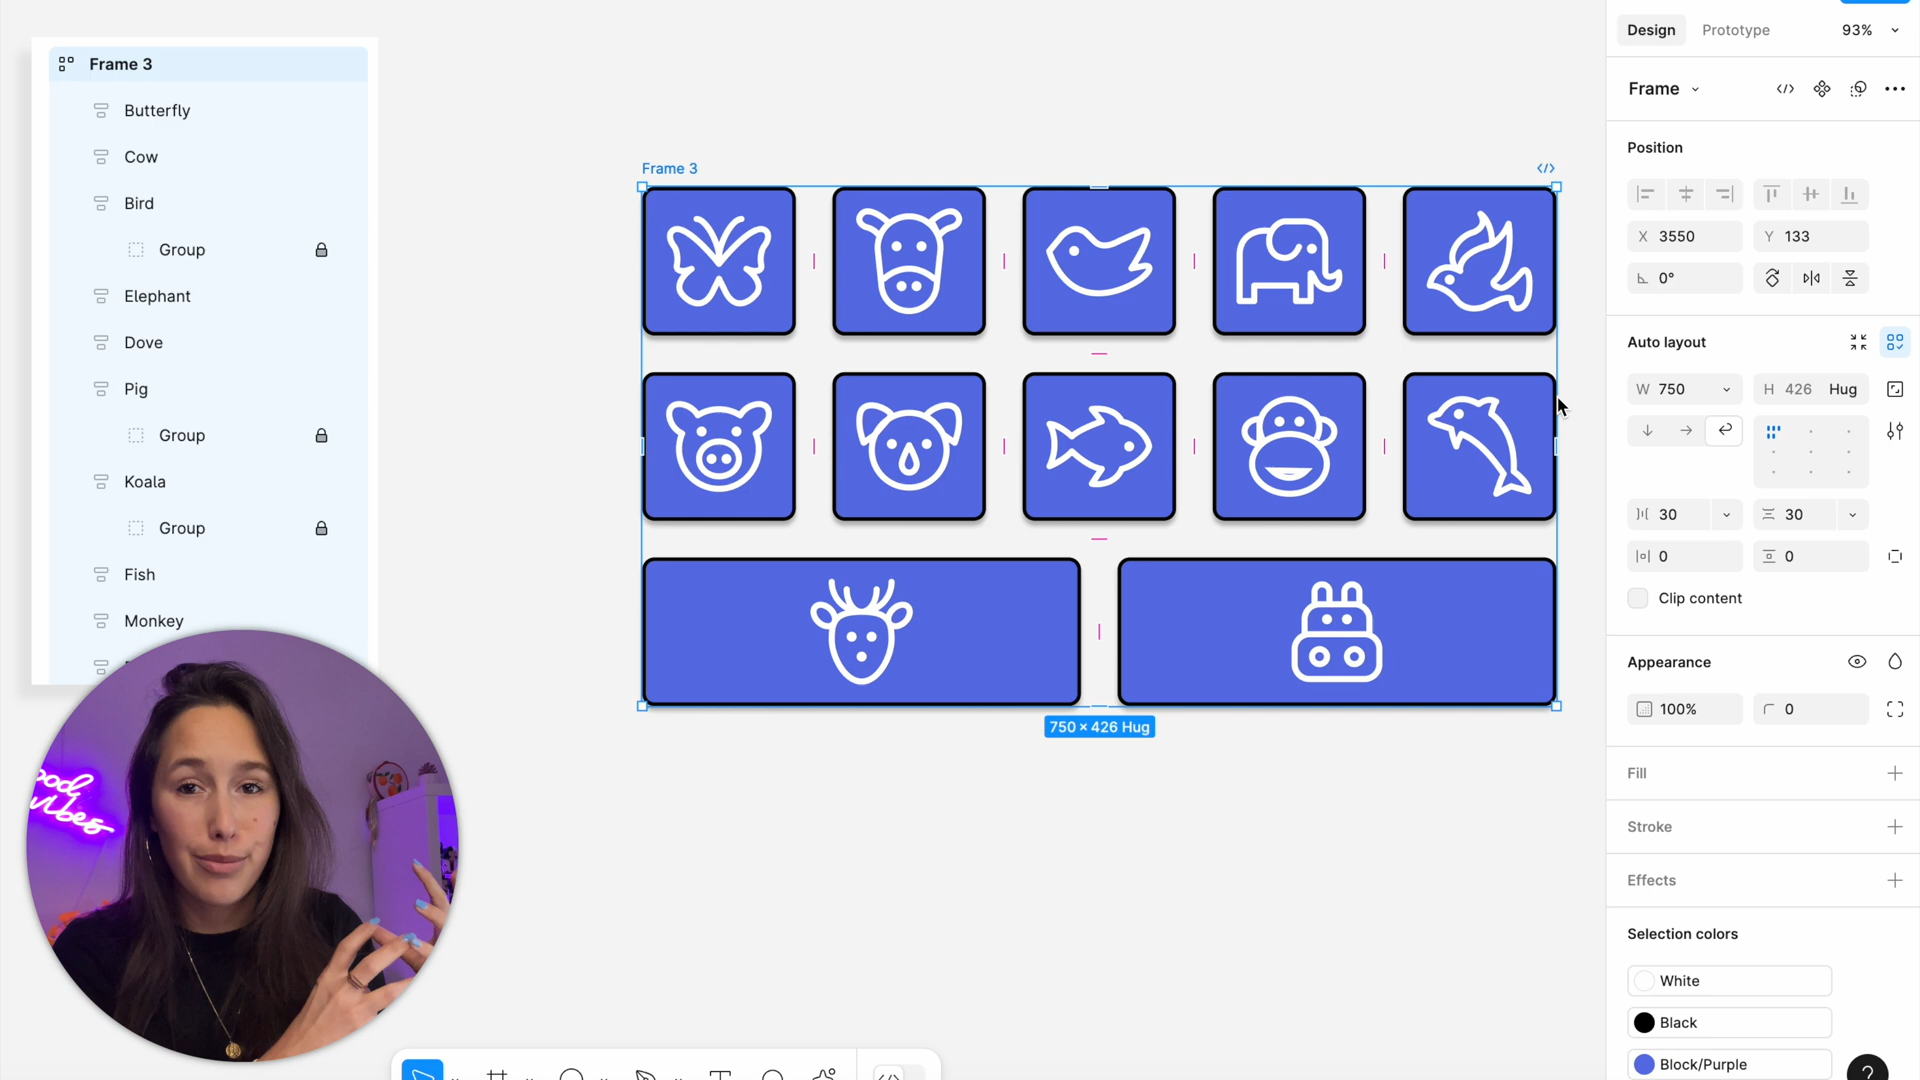 Frame 3
Butterfly
Cow
Bird
Group
Elephant
Dove
Pig
Group
Koala
Group
Fish
Monkey
good
vibes
Frame 3
750 × 426 Hug
Design Prototype 93%
Frame
Position
X 3550 Y 133
0°
Auto layout
W 750 H 426 Hug
30 30
0 0
Clip content
Appearance
100% 0
Fill
Stroke
Effects
Selection colors
White
Black
Block/Purple
?